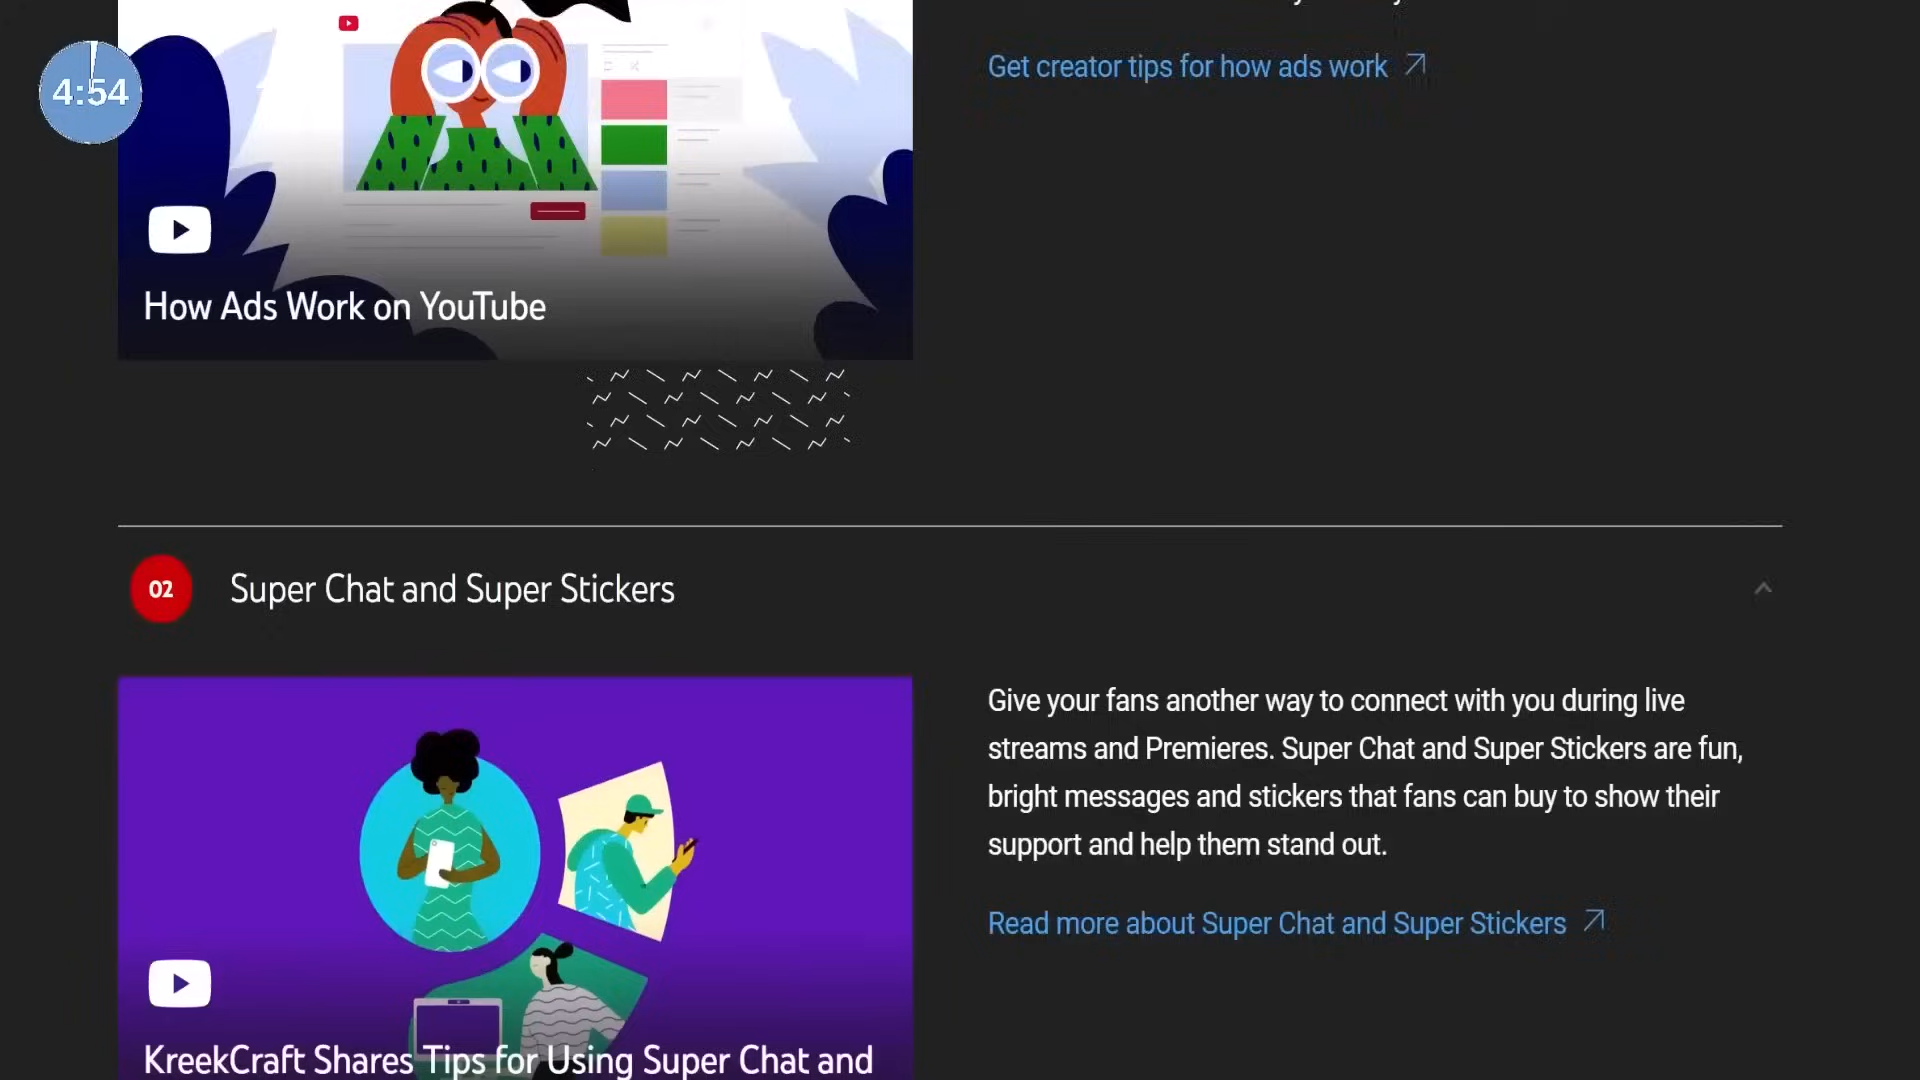 4:54
Get creator tips for how ads work
How Ads Work on YouTube
02
Super Chat and Super Stickers
Give your fans another way to connect with you during live
streams and Premieres. Super Chat and Super Stickers are fun,
bright messages and stickers that fans can buy to show their
support and help them stand out.
Read more about Super Chat and Super Stickers
KreekCraft Shares Tips for Using Super Chat and